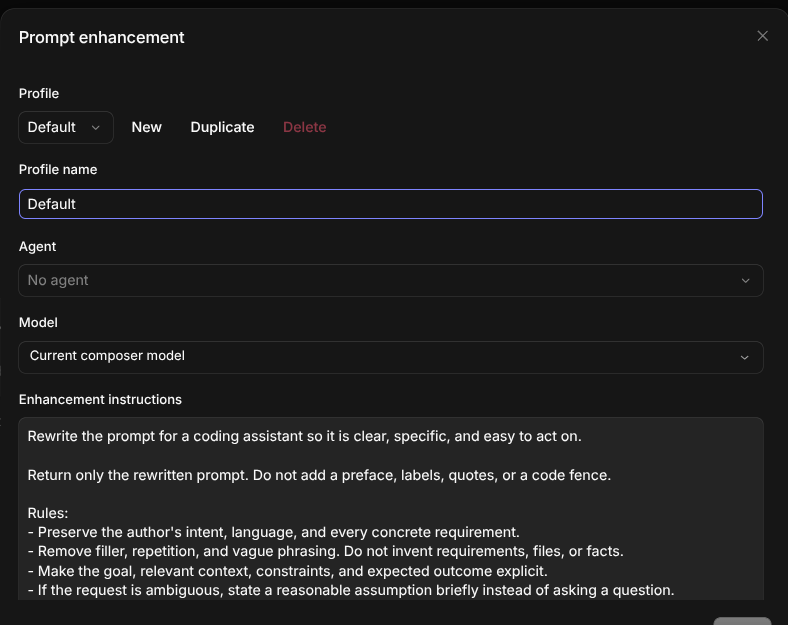 Prompt enhancement
Profile
Default
New
Duplicate
Delete
Profile name
Default
Agent
No agent
Model
Current composer model
Enhancement instructions
Rewrite the prompt for a coding assistant so it is clear, specific, and easy to act on.
Return only the rewritten prompt. Do not add a preface, labels, quotes, or a code fence.
Rules:
- Preserve the author's intent, language, and every concrete requirement.
- Remove filler, repetition, and vague phrasing. Do not invent requirements, files, or facts.
- Make the goal, relevant context, constraints, and expected outcome explicit.
- If the request is ambiguous, state a reasonable assumption briefly instead of asking a question.